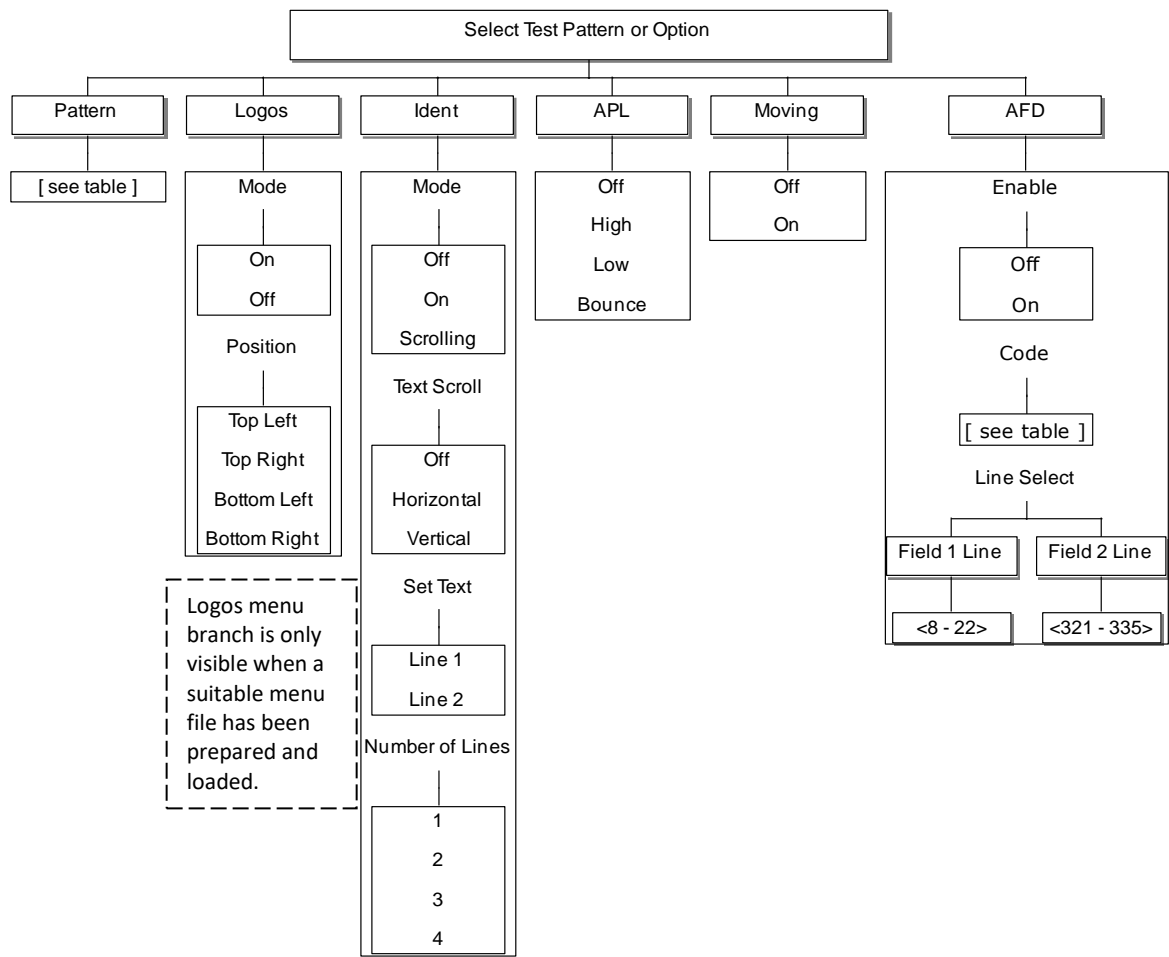 Select Test Pattern or Option
Pattern
[ see table ]
Logos
Mode
On
Off
Position
Top Left
Top Right
Bottom Left
Bottom Right
Logos menu
branch is only
visible when a
suitable menu
file has been
prepared and
loaded.
Ident
Mode
Off
On
Scrolling
Text Scroll
Off
Horizontal
Vertical
Set Text
Line 1
Line 2
Number of Lines
1
2
3
4
APL
Off
High
Low
Bounce
Moving
Off
On
AFD
Enable
Off
On
Code
[ see table ]
Line Select
Field 1 Line
<8 - 22>
Field 2 Line
<321 - 335>